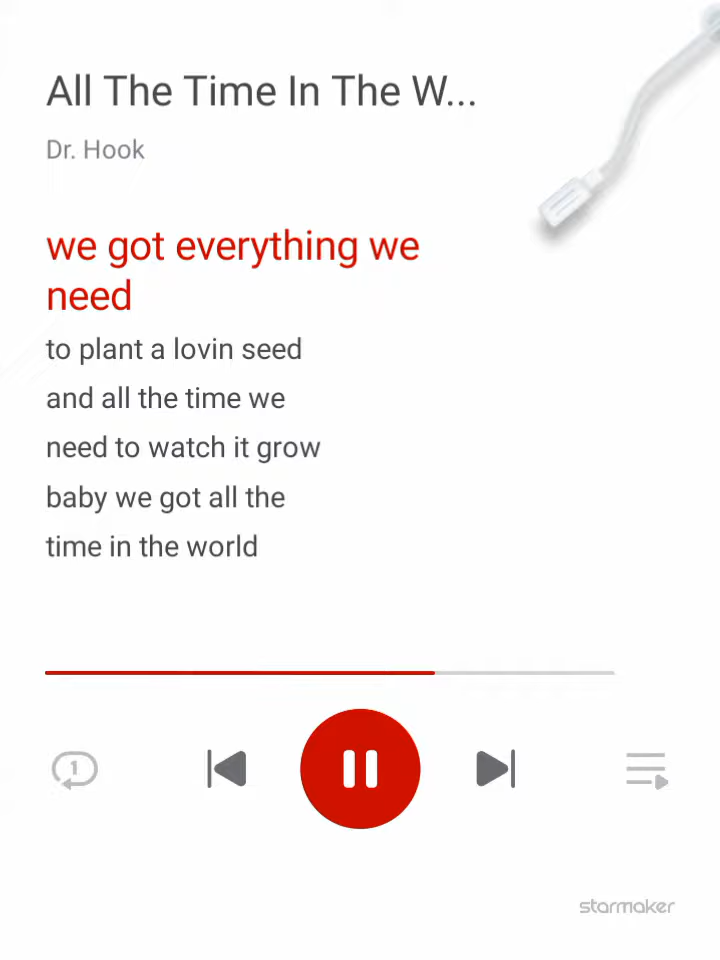 All The Time In The W...
Dr. Hook
we got everything we
need
to plant a lovin seed
and all the time we
need to watch it grow
baby we got all the
time in the world
1
starmaker